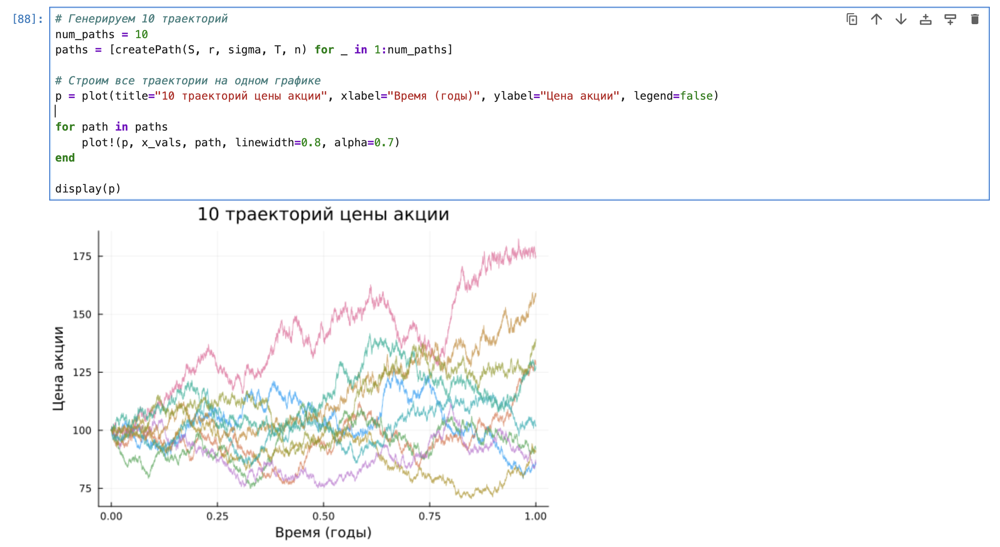 [88]:
# Генерируем 10 траекторий
num_paths = 10
paths = [createPath(S, r, sigma, T, n) for _ in 1:num_paths]
# Строим все траектории на одном графике
p = plot(title="10 траекторий цены акции", xlabel="Время (годы)", ylabel="Цена акции", legend=false)
for path in paths
    plot!(p, x_vals, path, linewidth=0.8, alpha=0.7)
end
display(p)
10 траекторий цены акции
Цена акции
175
150
125
100
75
0.00 0.25 0.50 0.75 1.00
Время (годы)